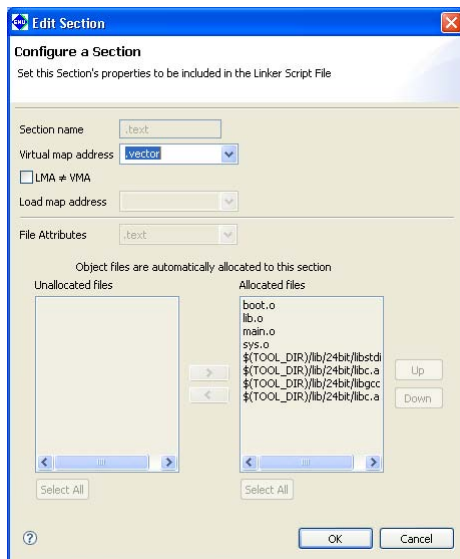 GNU Edit Section
Configure a Section
Set this Section's properties to be included in the Linker Script File
Section name .text
Virtual map address .vector
LMA ≠ VMA
Load map address
File Attributes .text
Object files are automatically allocated to this section
Unallocated files Allocated files
boot.o
lib.o
main.o
sys.o
$(TOOL_DIR)/lib/24bit/libstdi
$(TOOL_DIR)/lib/24bit/libc.a
$(TOOL_DIR)/lib/24bit/libgcc
$(TOOL_DIR)/lib/24bit/libc.a
> Up
< Down
Select All Select All
? OK Cancel